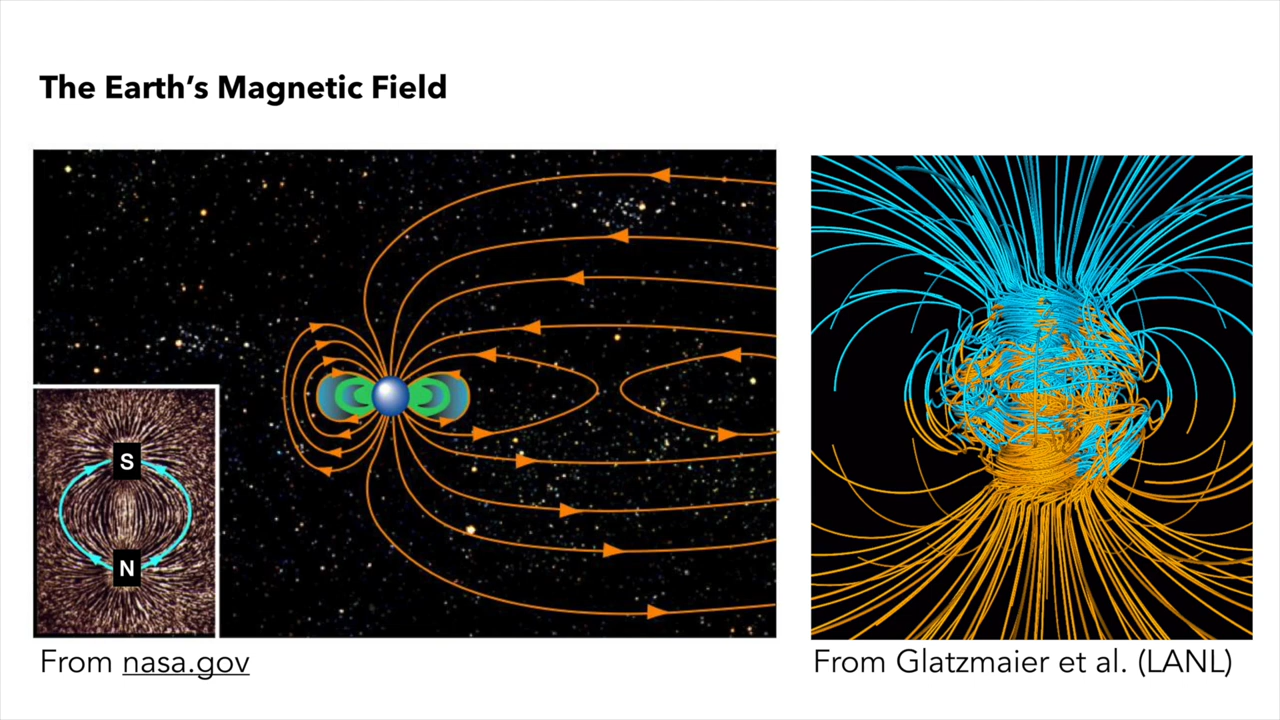 The Earth’s Magnetic Field
S
N
From nasa.gov
From Glatzmaier et al. (LANL)